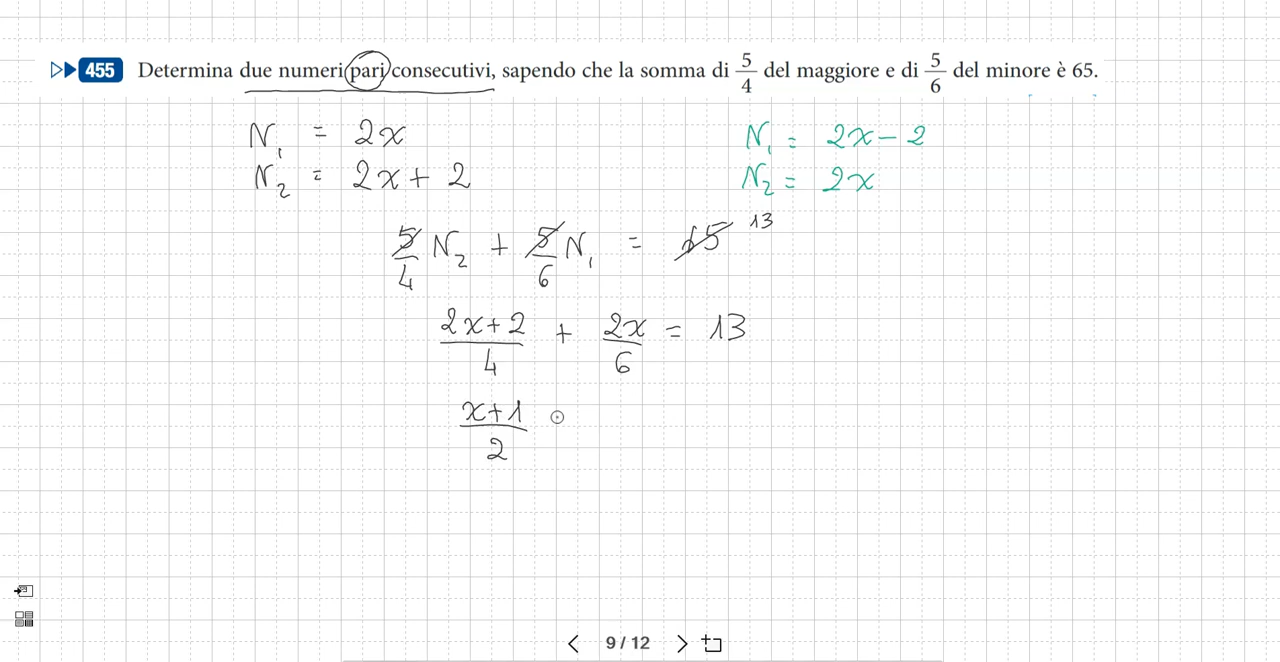 455 Determina due numeri pari consecutivi, sapendo che la somma di 5/4 del maggiore e di 5/6 del minore è 65.
N₁ = 2x
N₂ = 2x + 2
N₁ = 2x - 2
N₂ = 2x
5/4 N₂ + 5/6 N₁ = 65 13
(2x+2)/4 + 2x/6 = 13
(x+1)/2
9 / 12